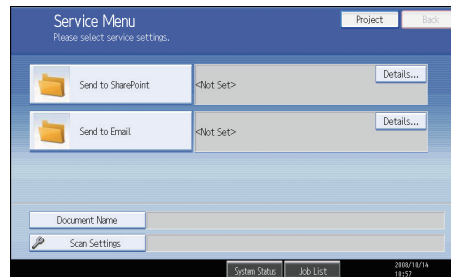 Service Menu
Project
Back
Please select service settings.
Send to SharePoint
<Not Set>
Details...
Send to Email
<Not Set>
Details...
Document Name
Scan Settings
System Status
Job List
2008/10/14
10:57